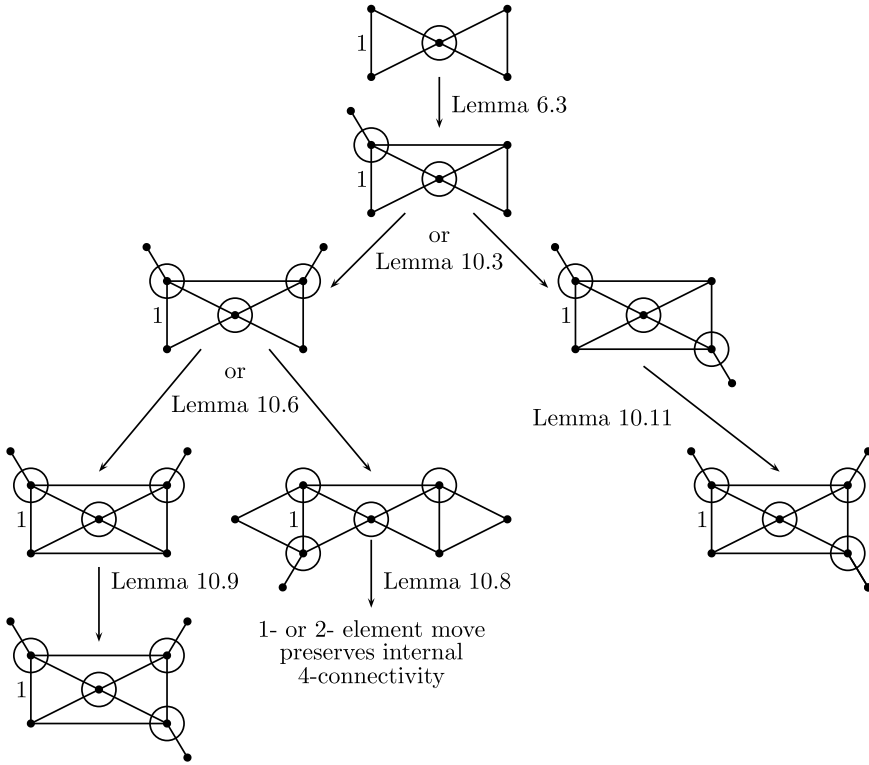 1
Lemma 6.3
1
or
Lemma 10.3
1
1
or
Lemma 10.6
Lemma 10.11
1
1
1
Lemma 10.9
Lemma 10.8
1- or 2- element move
preserves internal
4-connectivity
1